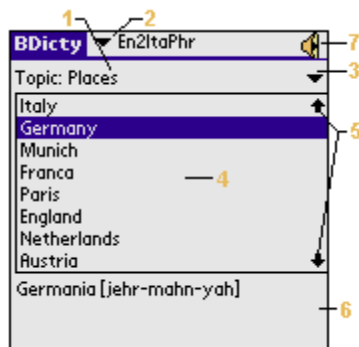 1 2
BDicty En2ItaPhr 7
Topic: Places 3
Italy
Germany
Munich 5
Franca 4
Paris
England
Netherlands
Austria
Germania [jehr-mahn-yah]
6